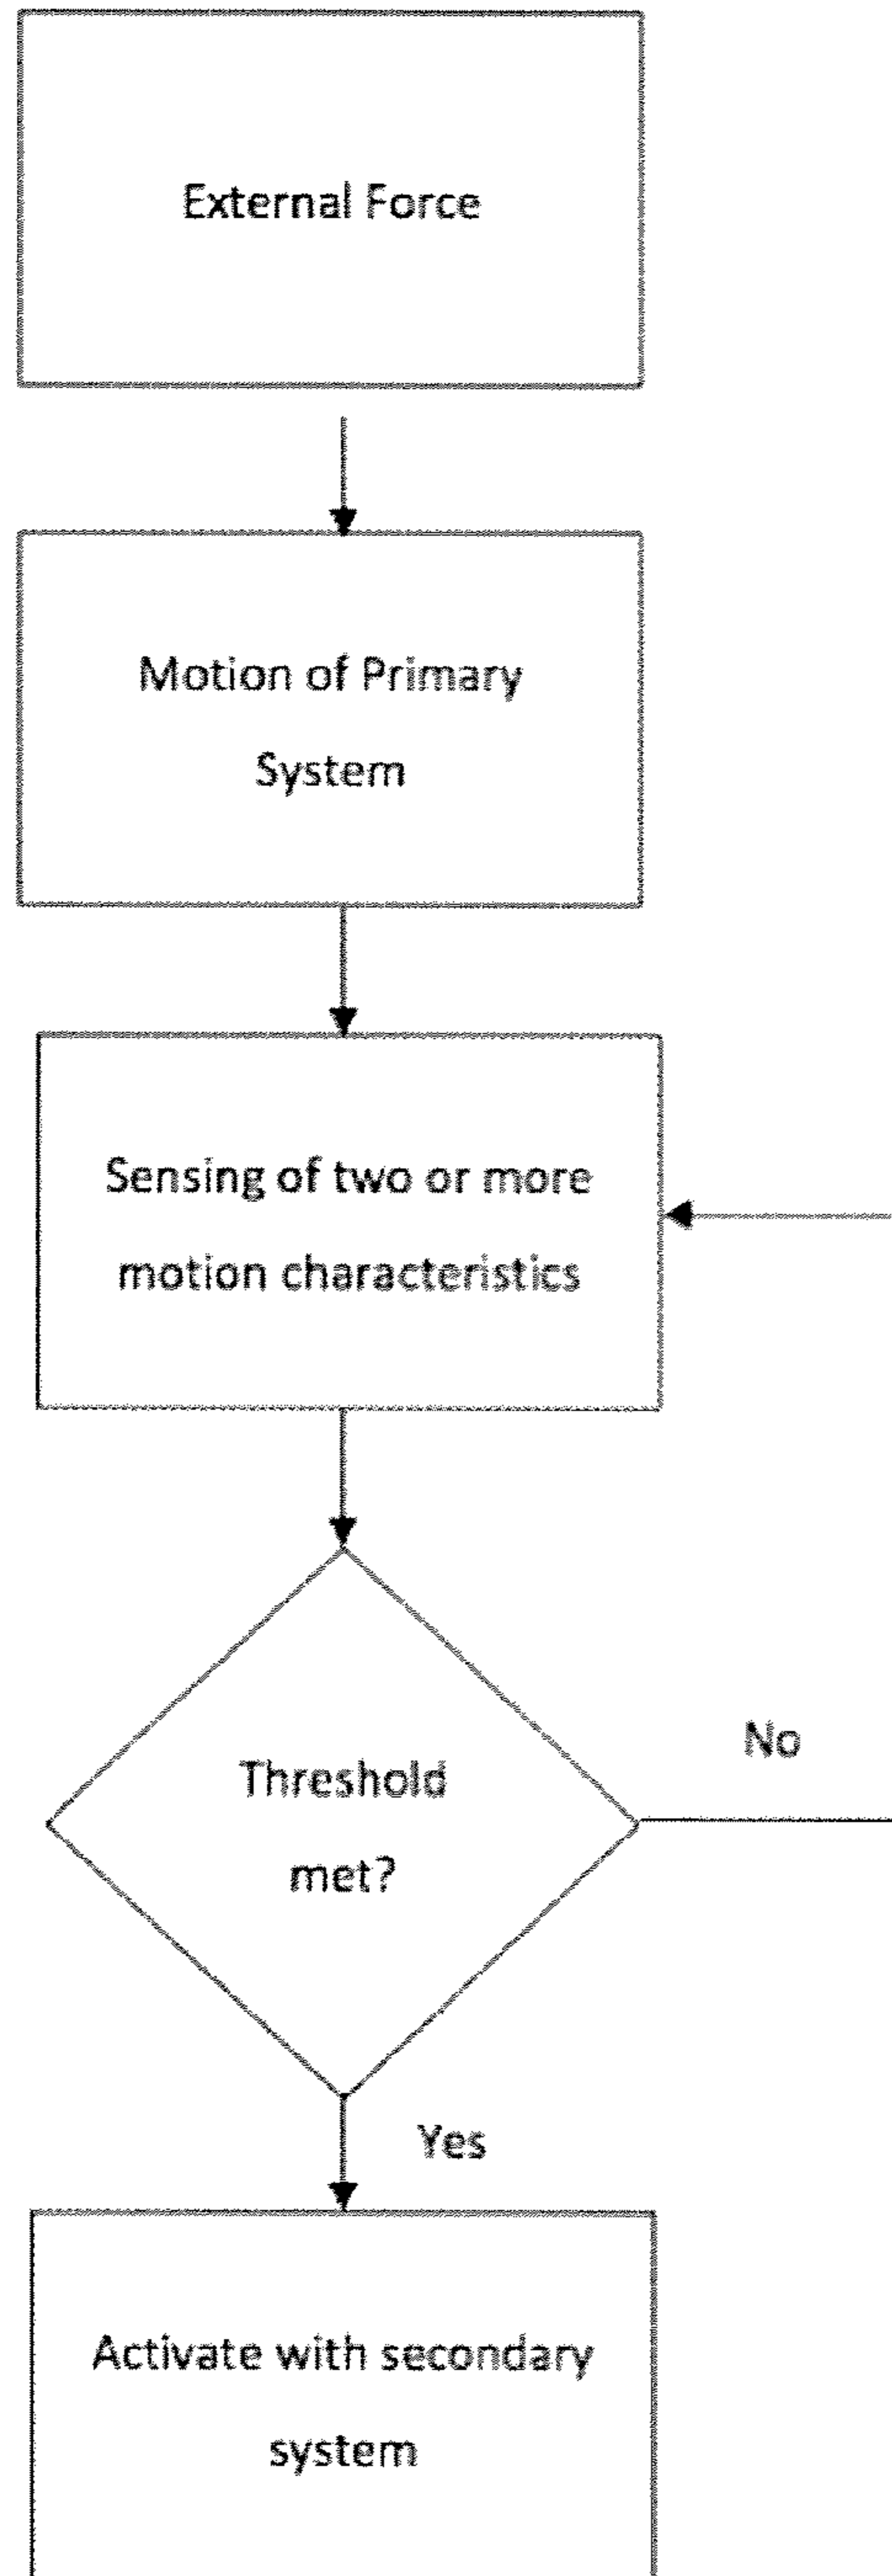 External Force
Motion of Primary
System
Sensing of two or more
motion characteristics
Threshold
met?
No
Yes
Activate with secondary
system